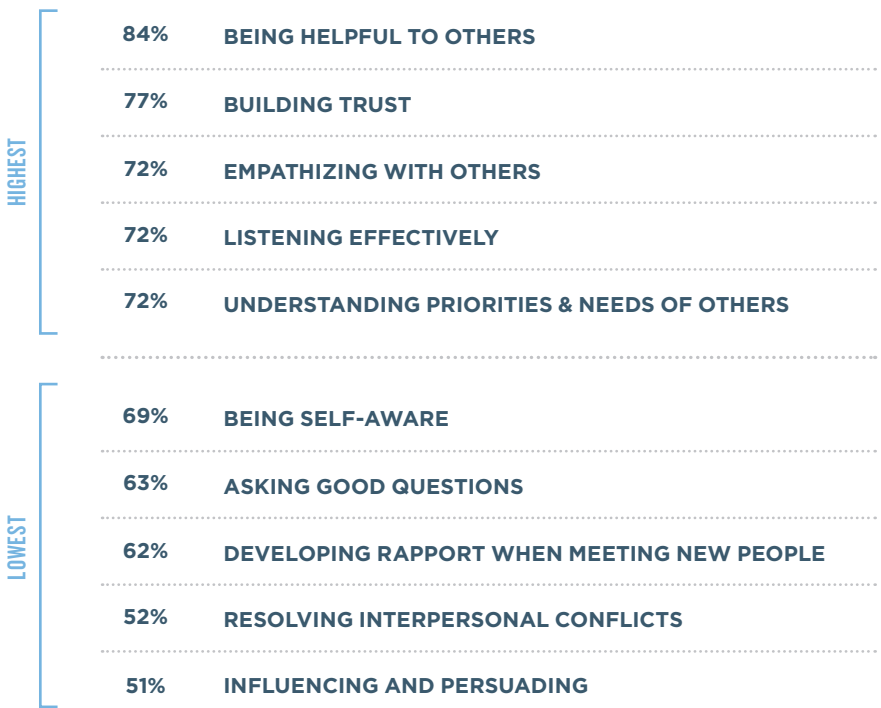 HIGHEST
84% BEING HELPFUL TO OTHERS
77% BUILDING TRUST
72% EMPATHIZING WITH OTHERS
72% LISTENING EFFECTIVELY
72% UNDERSTANDING PRIORITIES & NEEDS OF OTHERS
LOWEST
69% BEING SELF-AWARE
63% ASKING GOOD QUESTIONS
62% DEVELOPING RAPPORT WHEN MEETING NEW PEOPLE
52% RESOLVING INTERPERSONAL CONFLICTS
51% INFLUENCING AND PERSUADING